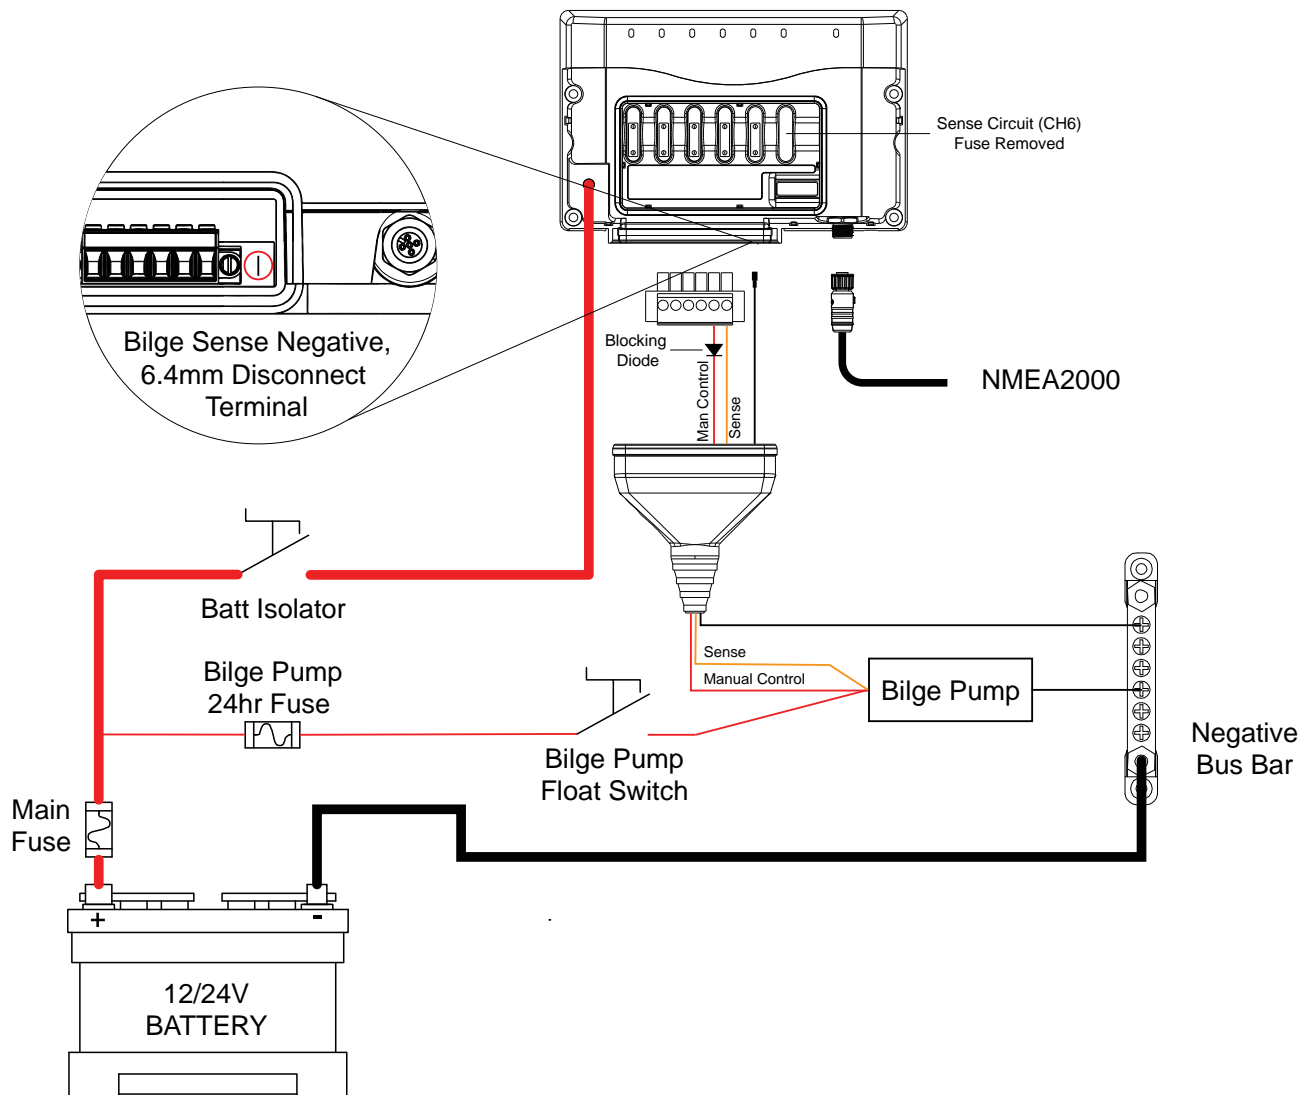 Sense Circuit (CH6)
Fuse Removed
Bilge Sense Negative,
6.4mm Disconnect
Terminal
Blocking
Diode
Man Control
Sense
NMEA2000
Batt Isolator
Bilge Pump
24hr Fuse
Sense
Manual Control
Bilge Pump
Bilge Pump
Float Switch
Negative
Bus Bar
Main
Fuse
+
-
12/24V
BATTERY